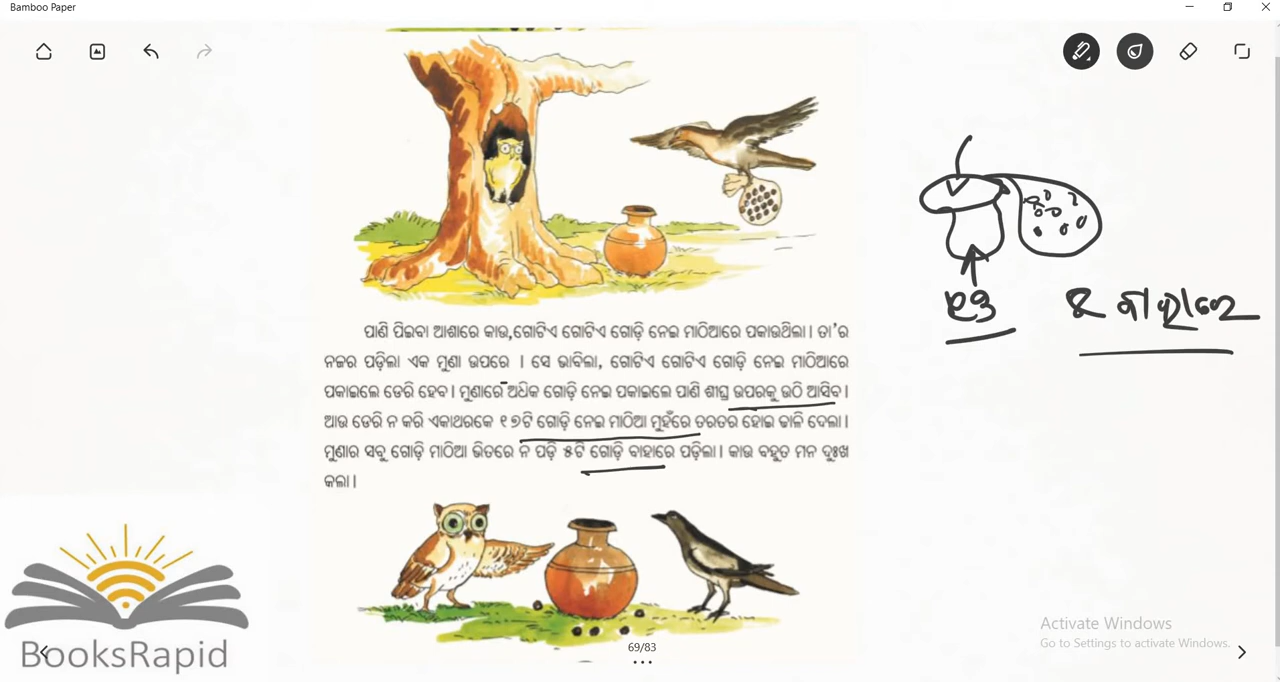 Bamboo Paper
ପାଣି ପିଇବା ଆଶାରେ କାଉ,ଗୋଟିଏ ଗୋଟିଏ ଗୋଡ଼ି ନେଇ ମାଠିଆରେ ପକାଉଥିଲା। ତା'ର
ନଜର ପଡ଼ିଲା ଏକ ମୁଣା ଉପରେ । ସେ ଭାବିଲା, ଗୋଟିଏ ଗୋଟିଏ ଗୋଡ଼ି ନେଇ ମାଠିଆରେ
ପକାଇଲେ ଡେରି ହେବ। ମୁଣାରେ ଅଧିକ ଗୋଡ଼ି ନେଇ ପକାଇଲେ ପାଣି ଶୀଘ୍ର ଉପରକୁ ଉଠି ଆସିବ।
ଆଉ ଡେରି ନ କରି ଏକାଥରକେ ୧୭ଟି ଗୋଡ଼ି ନେଇ ମାଠିଆ ମୁହଁରେ ତରତର ହୋଇ ଢାଳି ଦେଲା।
ମୁଣାର ସବୁ ଗୋଡ଼ି ମାଠିଆ ଭିତରେ ନ ପଡ଼ି ୫ଟି ଗୋଡ଼ି ବାହାରେ ପଡ଼ିଲା। କାଉ ବହୁତ ମନ ଦୁଃଖ
କଲା।
69/83
BooksRapid
Activate Windows
Go to Settings to activate Windows.